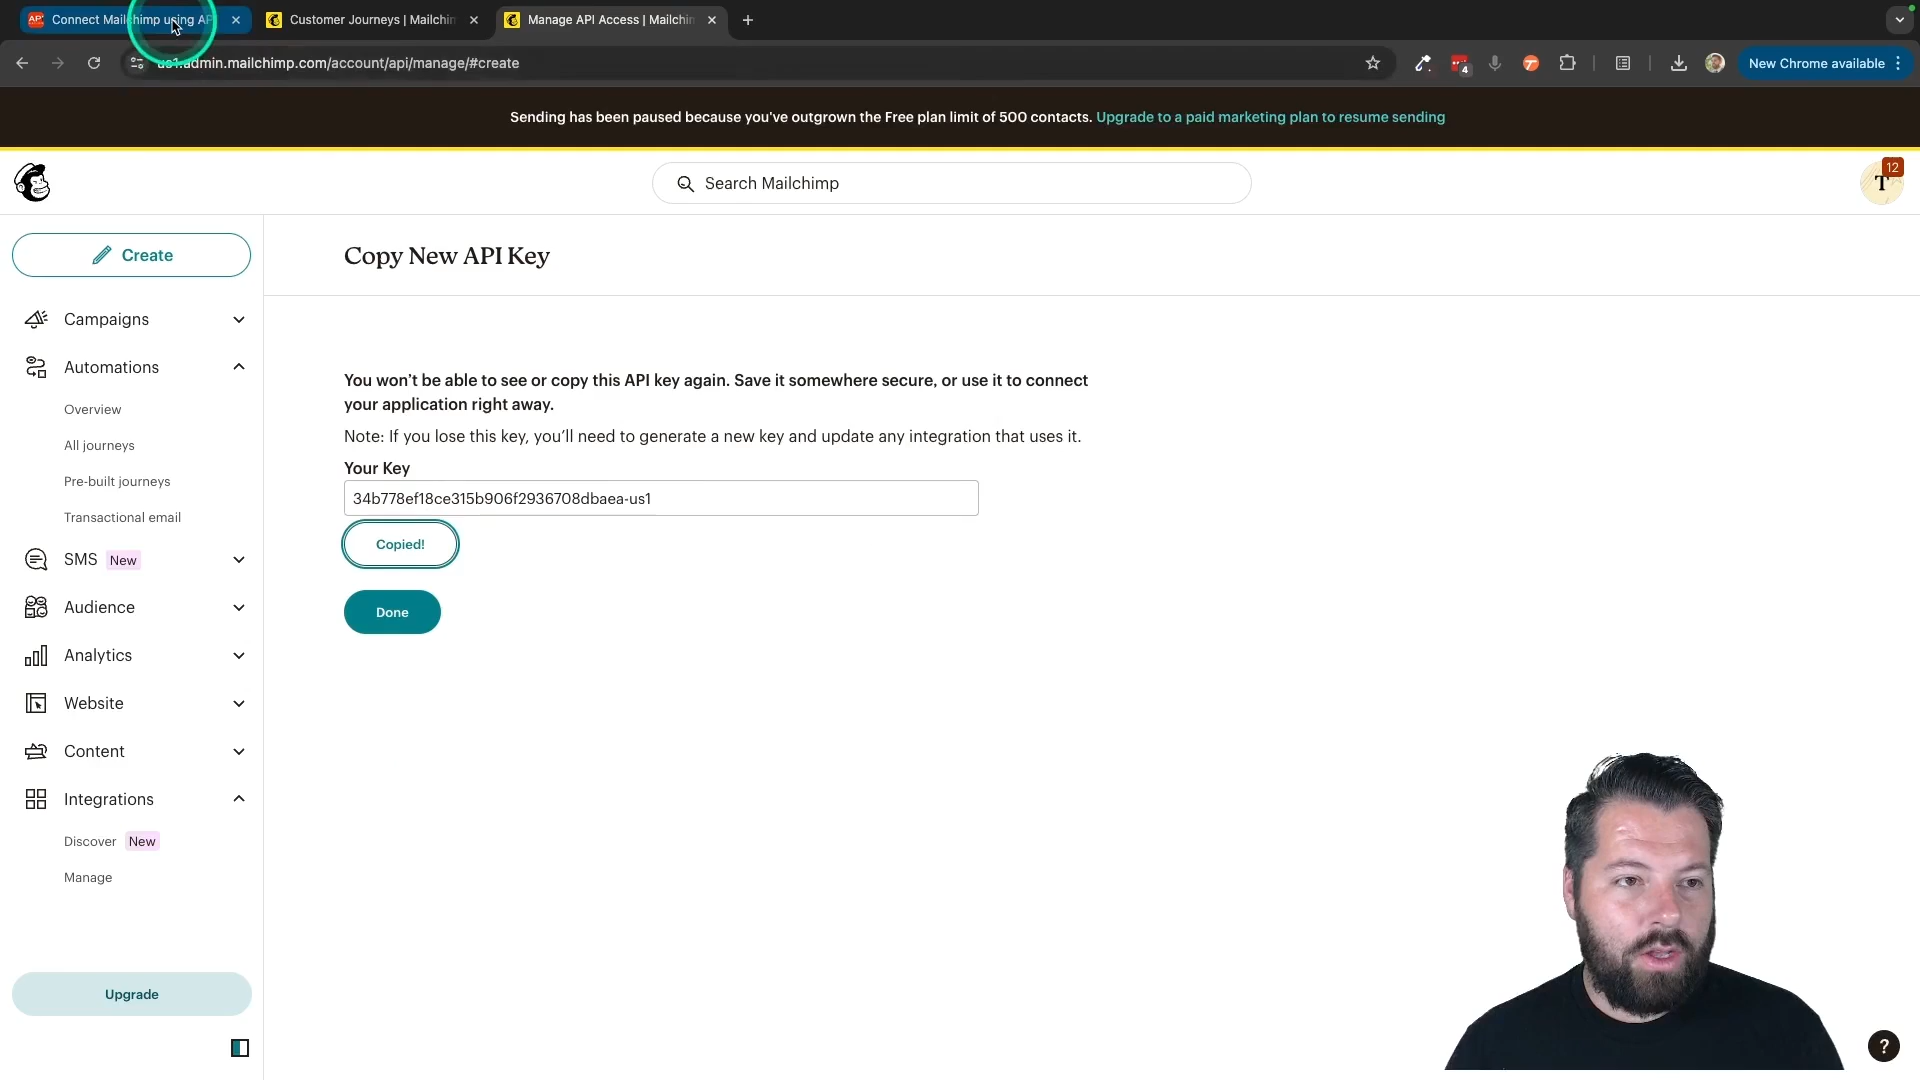 Connect Mailchimp using AP
Customer Journeys | Mailchim
Manage API Access | Mailchim
us1.admin.mailchimp.com/account/api/manage/#create
4
New Chrome available
Sending has been paused because you've outgrown the Free plan limit of 500 contacts. Upgrade to a paid marketing plan to resume sending
Search Mailchimp
T
12
Create
Copy New API Key
Campaigns
Automations
Overview
All journeys
Pre-built journeys
Transactional email
SMS New
Audience
Analytics
Website
Content
Integrations
Discover New
Manage
Upgrade
You won't be able to see or copy this API key again. Save it somewhere secure, or use it to connect
your application right away.
Note: If you lose this key, you'll need to generate a new key and update any integration that uses it.
Your Key
34b778ef18ce315b906f2936708dbaea-us1
Copied!
Done
?